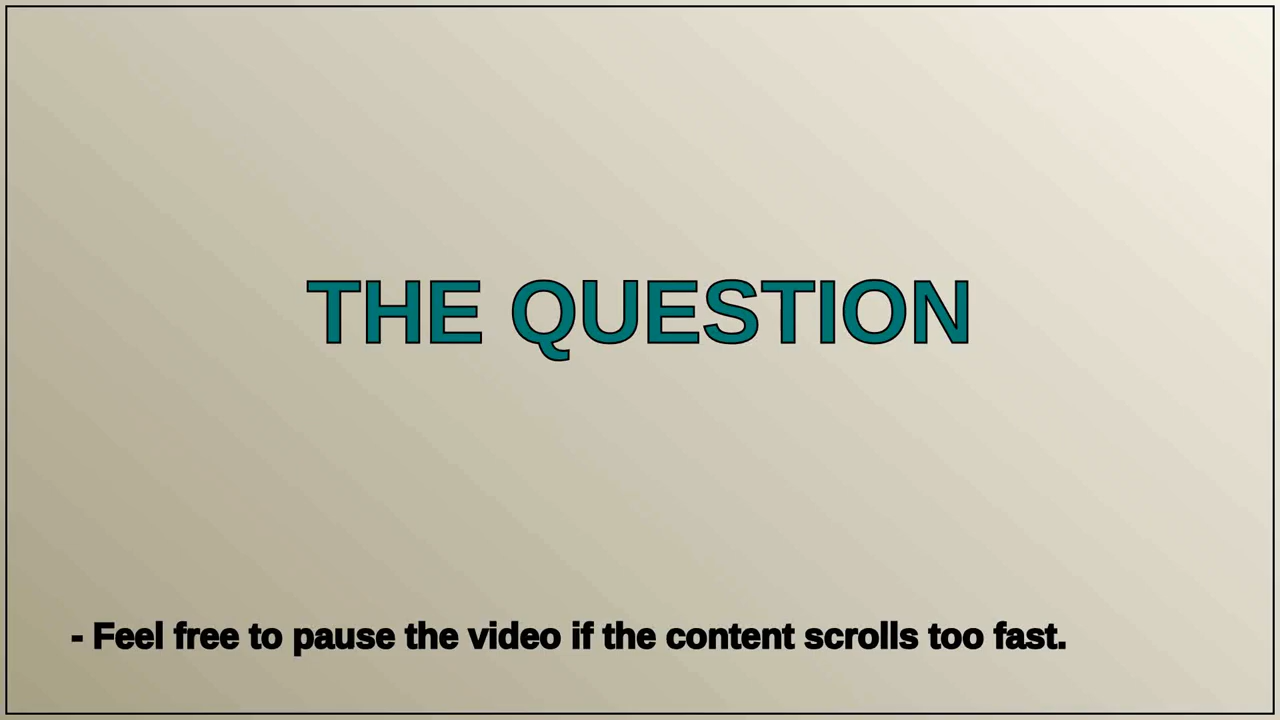 THE QUESTION
- Feel free to pause the video if the content scrolls too fast.